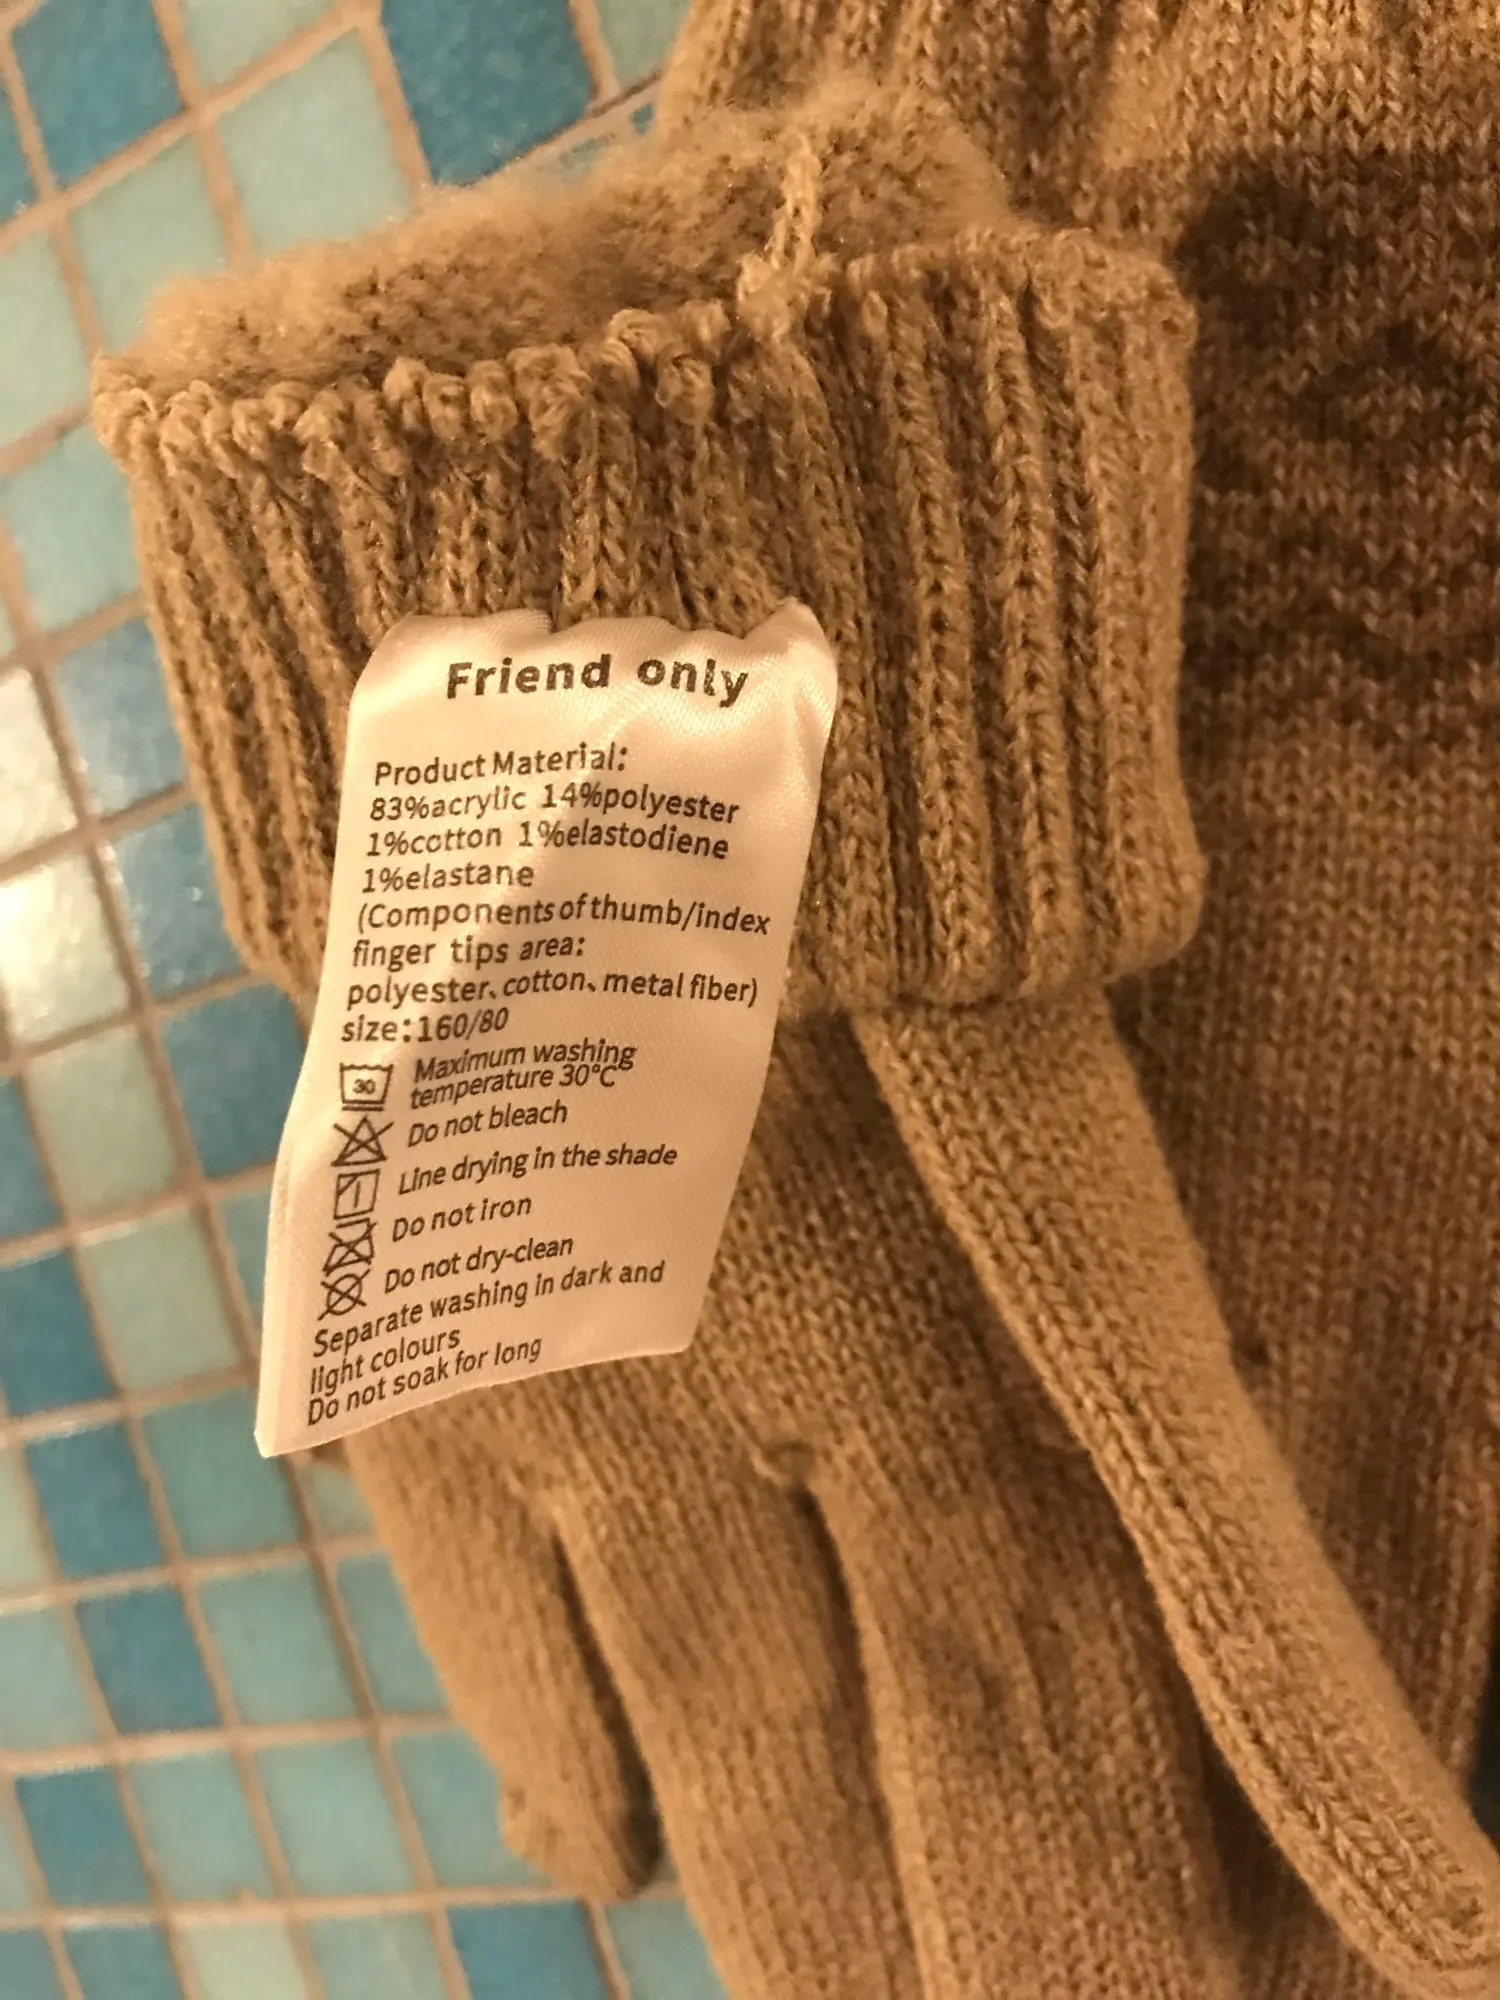 Friend only
Product Material:
83%acrylic 14%polyester
1%cotton 1%elastodiene
1%elastane
(Components of thumb/index
finger tips area:
polyester、cotton、metal fiber)
size:160/80
30 Maximum washing
temperature 30°C
Do not bleach
Line drying in the shade
Do not iron
Do not dry-clean
Separate washing in dark and
light colours
Do not soak for long